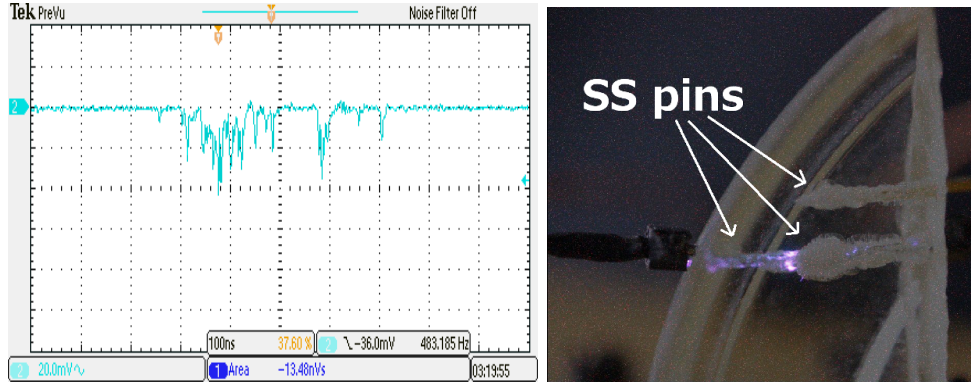 Tek PreVu
Noise Filter Off
T
2
100ns
37.60 %
2
-36.0mV
483.185 Hz
2
20.0mV
1 Area
-13.48nVs
03:19:55
SS pins